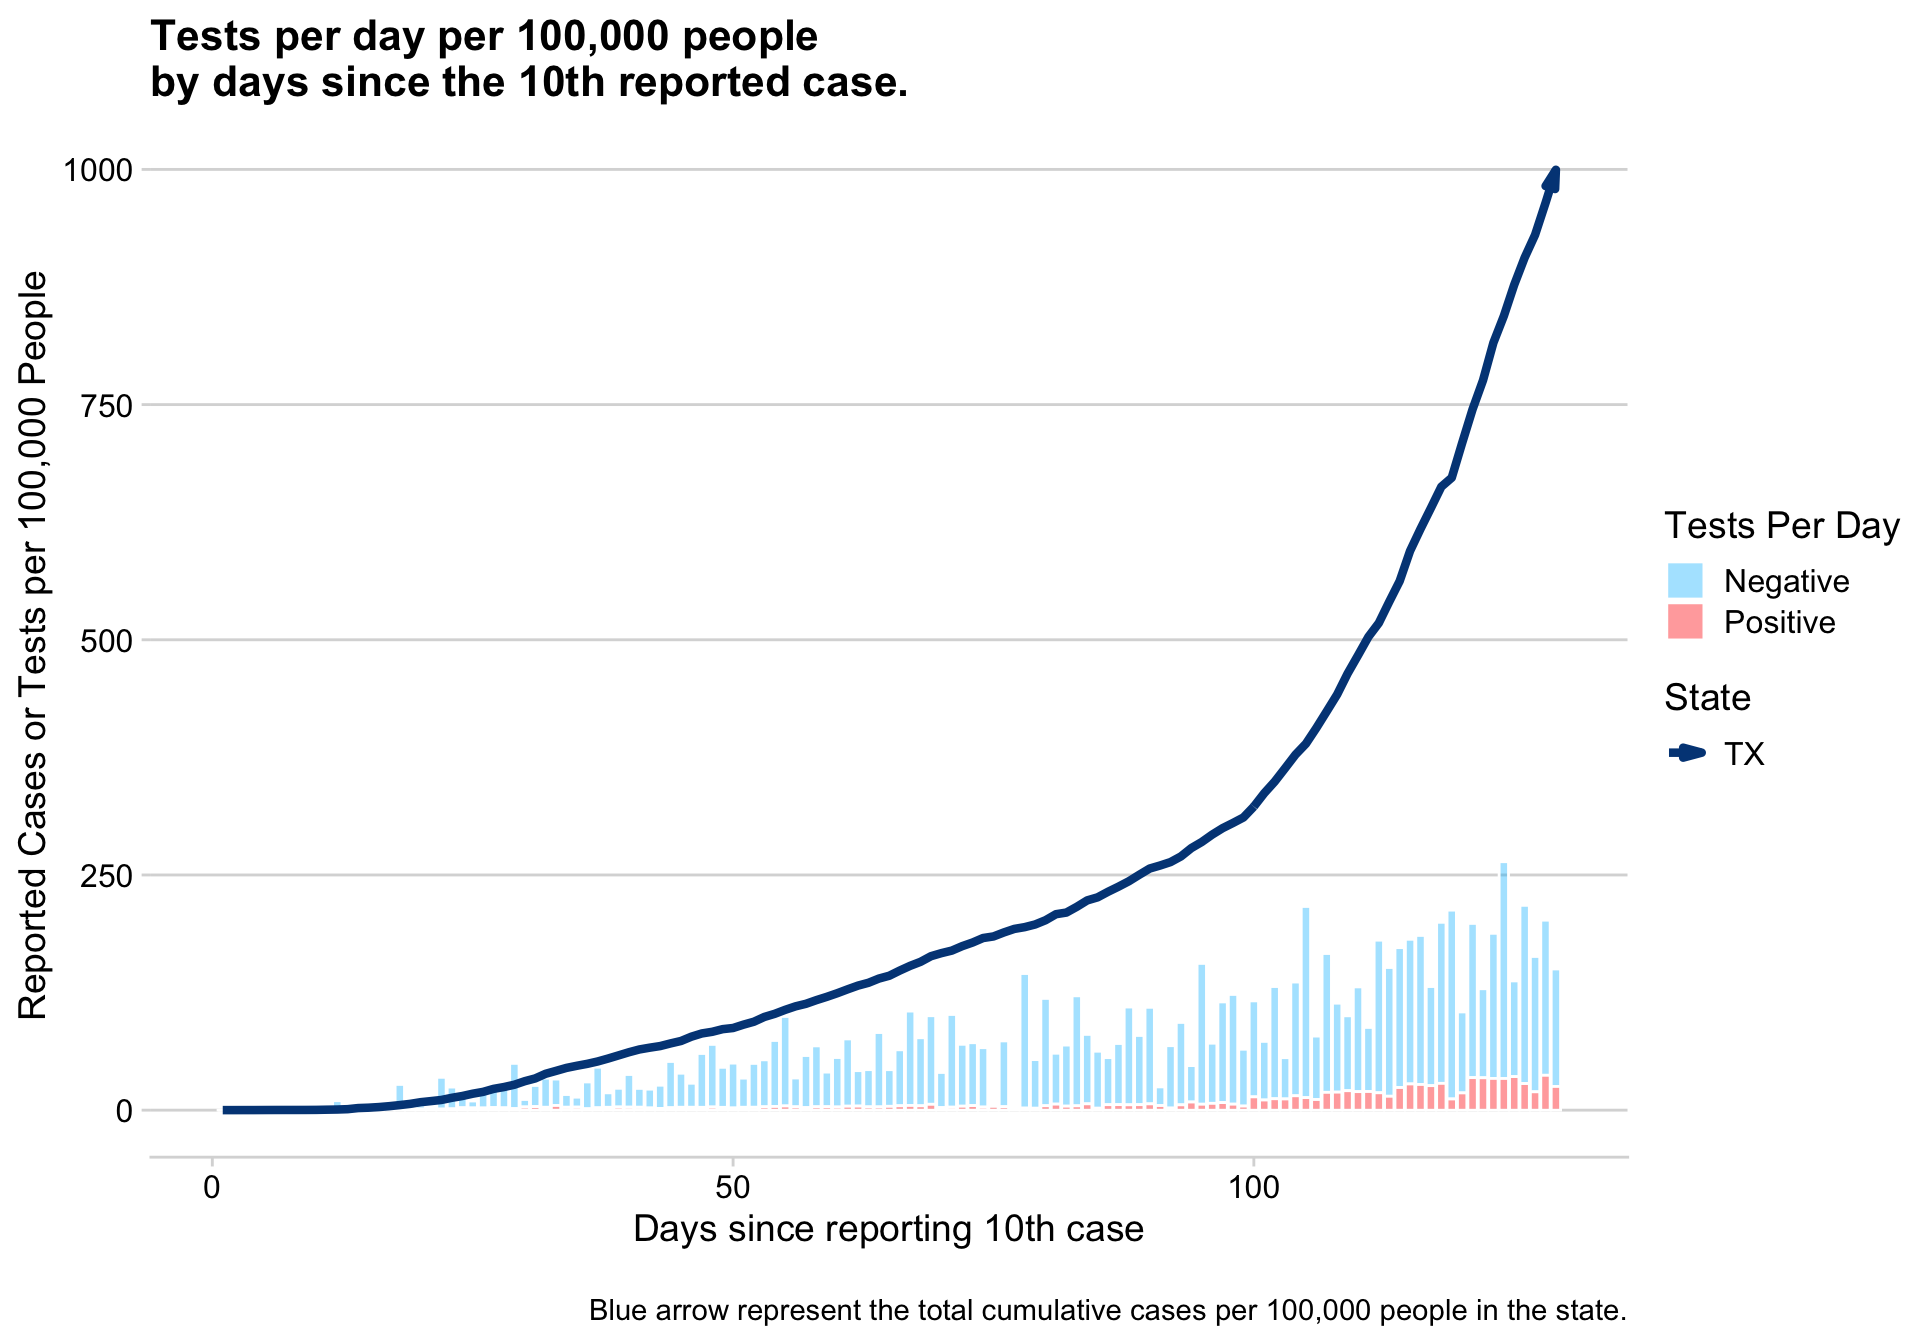 Tests per day per 100,000 people
by days since the 10th reported case.
Reported Cases or Tests per 100,000 People
1000
750
500
250
0
0
50
100
Days since reporting 10th case
Tests Per Day
Negative
Positive
State
TX
Blue arrow represent the total cumulative cases per 100,000 people in the state.